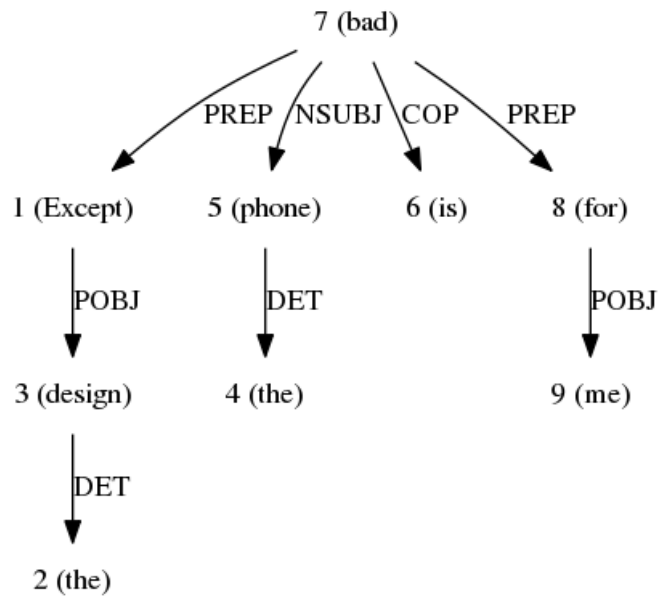 7 (bad)
PREP NSUBJ COP PREP
1 (Except) 5 (phone) 6 (is) 8 (for)
POBJ DET POBJ
3 (design) 4 (the) 9 (me)
DET
2 (the)